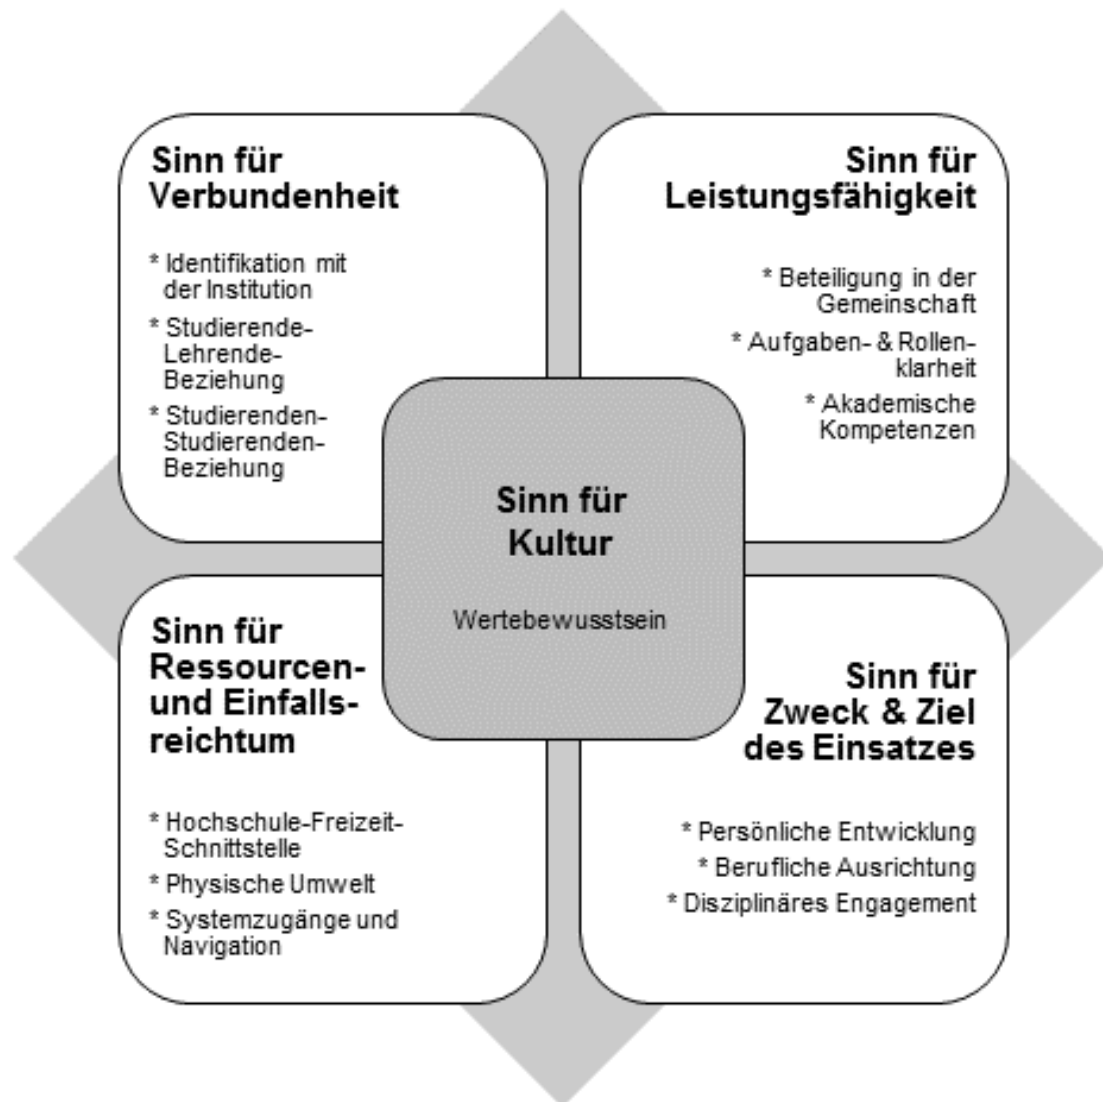 Sinn für
Verbundenheit
* Identifikation mit
der Institution
* Studierende-
Lehrende-
Beziehung
* Studierenden-
Studierenden-
Beziehung
Sinn für
Leistungsfähigkeit
* Beteiligung in der
Gemeinschaft
* Aufgaben- & Rollen-
klarheit
* Akademische
Kompetenzen
Sinn für
Kultur
Wertebewusstsein
Sinn für
Ressourcen-
und Einfalls-
reichtum
* Hochschule-Freizeit-
Schnittstelle
* Physische Umwelt
* Systemzugänge und
Navigation
Sinn für
Zweck & Ziel
des Einsatzes
* Persönliche Entwicklung
* Berufliche Ausrichtung
* Disziplinäres Engagement